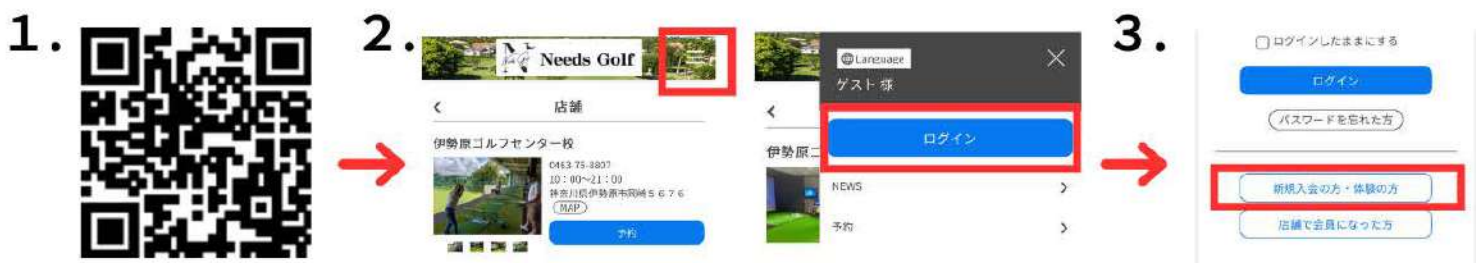 1.
2.
Needs Golf
店舗
伊勢原ゴルフセンター校
0463-75-8807
10：00～21：00
神奈川県伊勢原市岡崎５６７６
MAP
予約
Language
ゲスト 様
ログイン
伊勢原ゴ
NEWS
予約
3.
ログインしたままにする
ログイン
パスワードを忘れた方
新規入会の方・体験の方
店舗で会員になった方